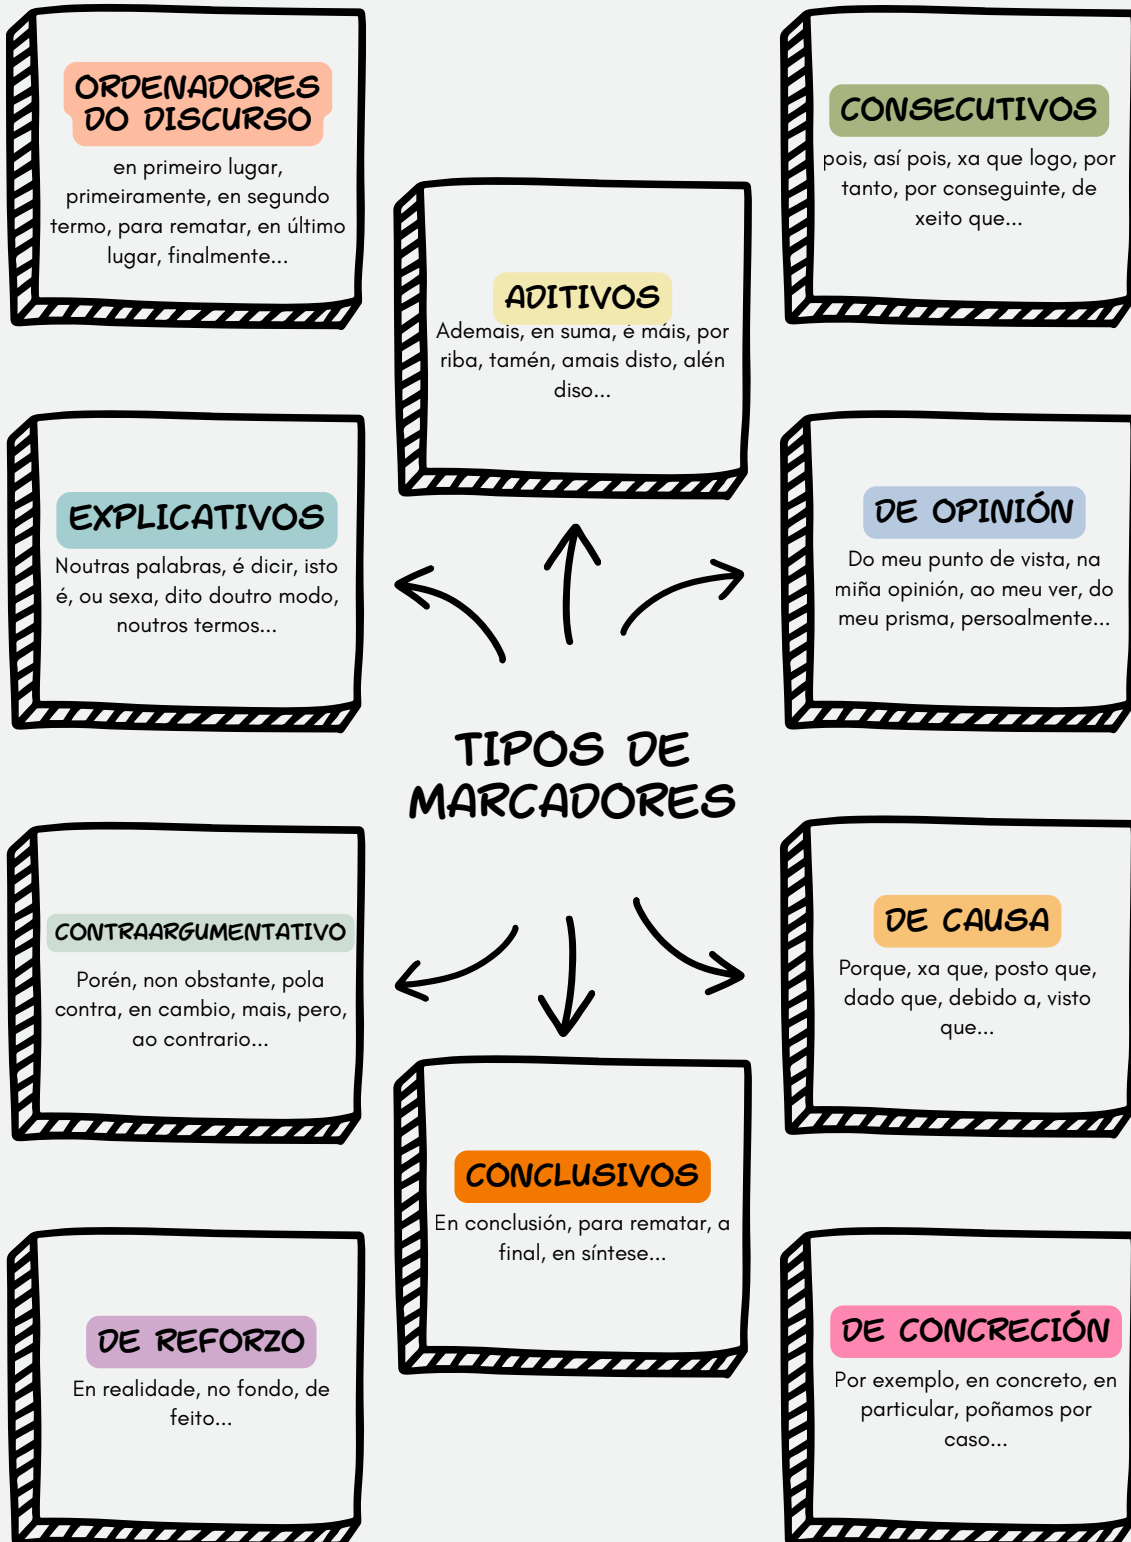 ORDENADORES
DO DISCURSO
en primeiro lugar,
primeiramente, en segundo
termo, para rematar, en último
lugar, finalmente...
CONSECUTIVOS
pois, así pois, xa que logo, por
tanto, por conseguinte, de
xeito que...
ADITIVOS
Ademais, en suma, e máis, por
riba, tamén, amais disto, alén
diso...
EXPLICATIVOS
Noutras palabras, é dicir, isto
é, ou sexa, dito doutro modo,
noutros termos...
DE OPINIÓN
Do meu punto de vista, na
miña opinión, ao meu ver, do
meu prisma, persoalmente...
TIPOS DE
MARCADORES
CONTRAARGUMENTATIVO
Porén, non obstante, pola
contra, en cambio, mais, pero,
ao contrario...
DE CAUSA
Porque, xa que, posto que,
dado que, debido a, visto
que...
CONCLUSIVOS
En conclusión, para rematar, a
final, en síntese...
DE REFORZO
En realidade, no fondo, de
feito...
DE CONCRECIÓN
Por exemplo, en concreto, en
particular, poñamos por
caso...